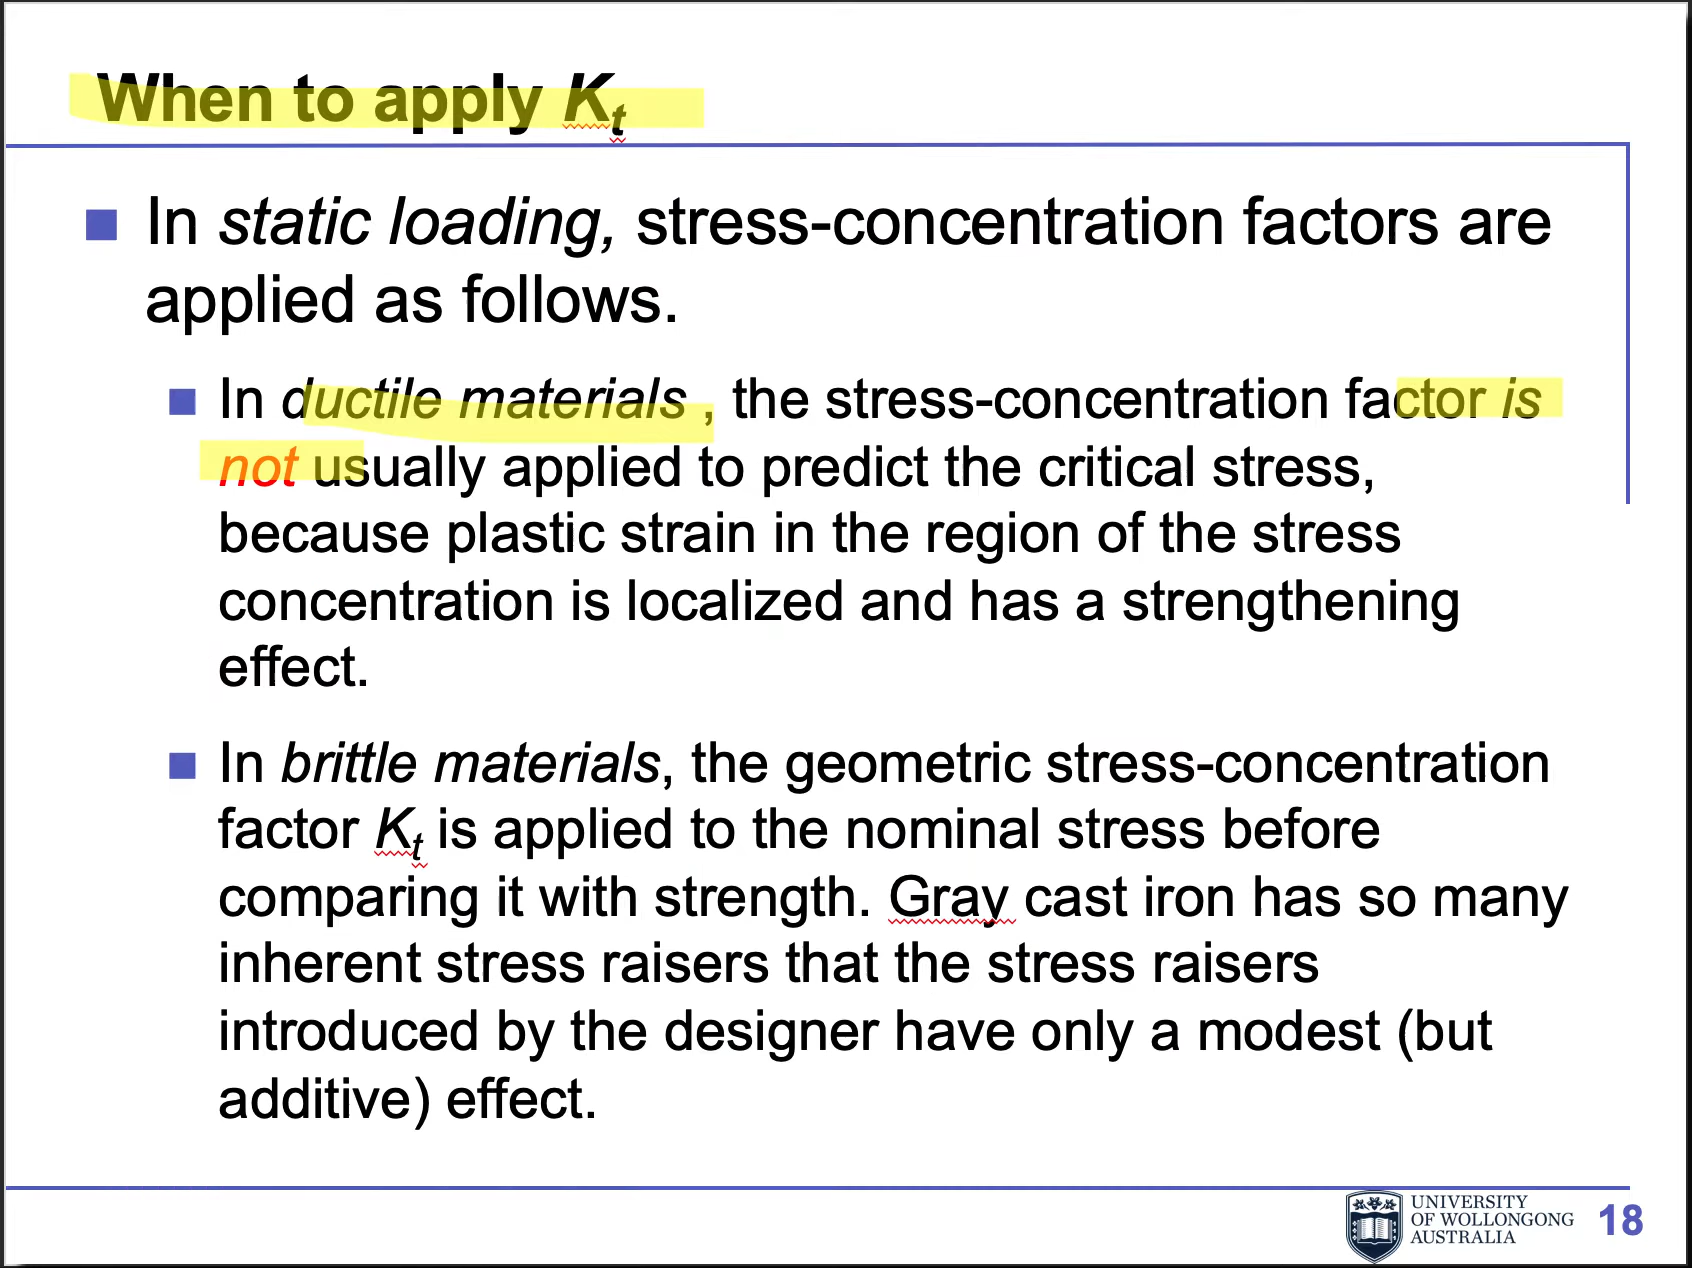 When to apply Kt
In static loading, stress-concentration factors are
applied as follows.
In ductile materials , the stress-concentration factor is
not usually applied to predict the critical stress,
because plastic strain in the region of the stress
concentration is localized and has a strengthening
effect.
In brittle materials, the geometric stress-concentration
factor Kt is applied to the nominal stress before
comparing it with strength. Gray cast iron has so many
inherent stress raisers that the stress raisers
introduced by the designer have only a modest (but
additive) effect.
UNIVERSITY
OF WOLLONGONG
AUSTRALIA
18